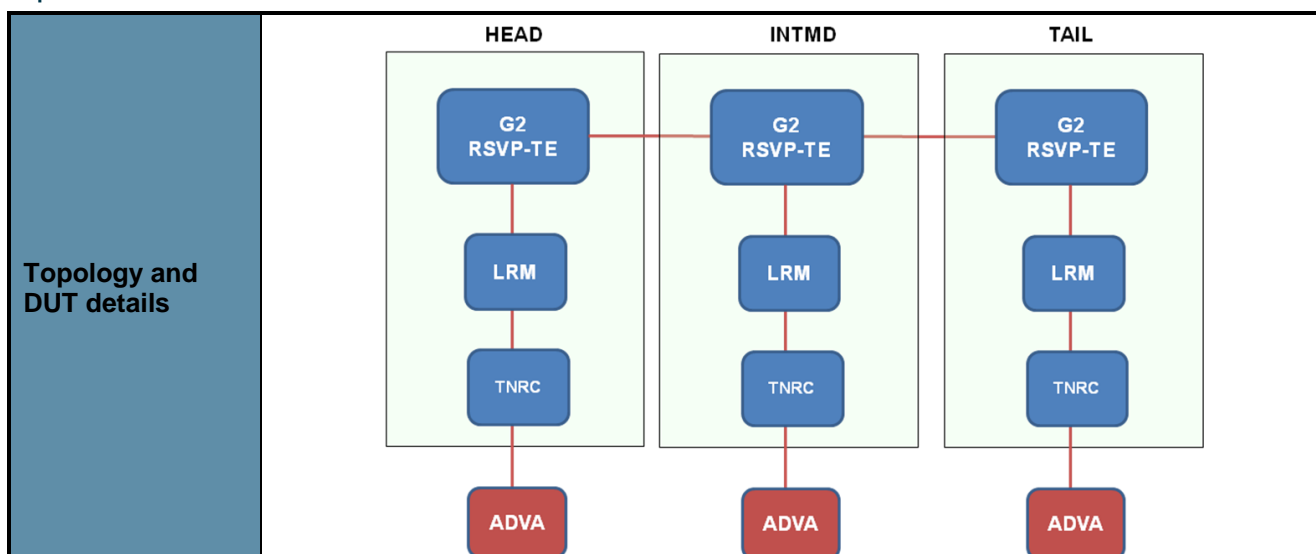 HEAD INTMD TAIL
G2 G2 G2
RSVP-TE RSVP-TE RSVP-TE
Topology and
DUT details
LRM LRM LRM
TNRC TNRC TNRC
ADVA ADVA ADVA